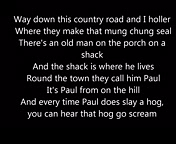 Way down this country road and I holler
Where they make that mung chung seal
There's an old man on the porch on a
shack
And the shack is where he lives
Round the town they call him Paul
It's Paul from on the hill
And every time Paul does slay a hog,
you can hear that hog go scream